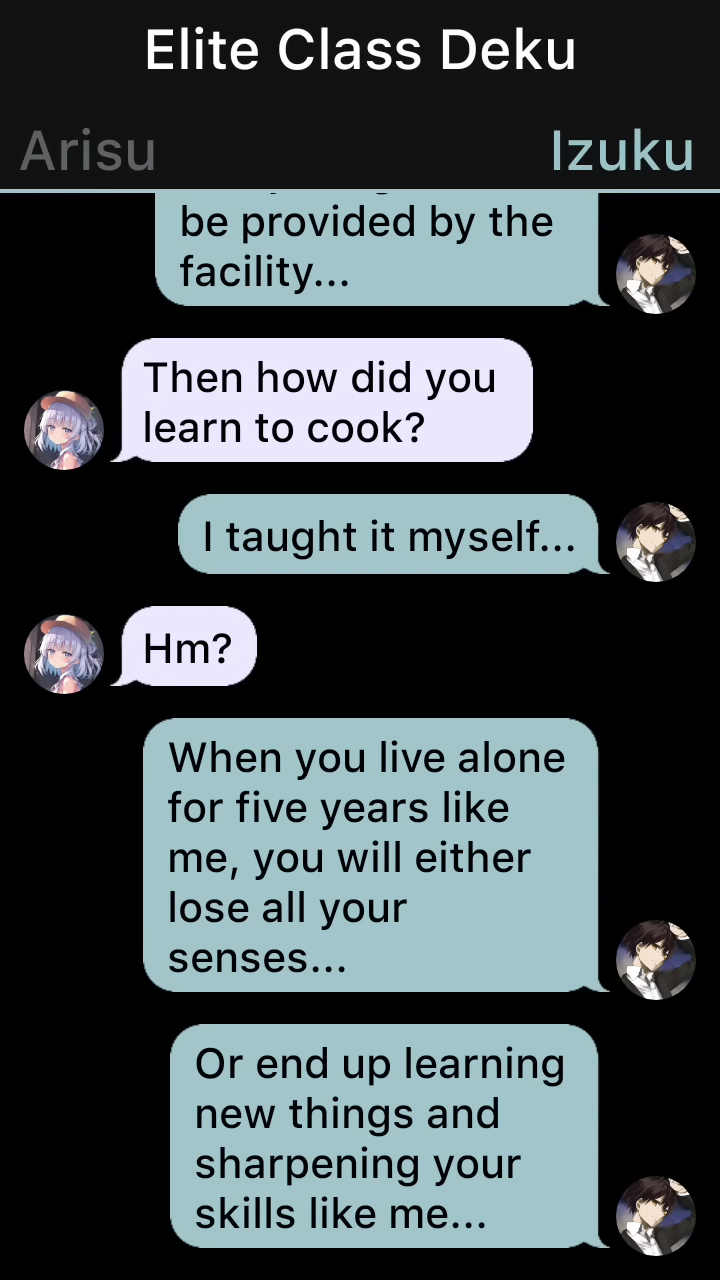 Elite Class Deku
Arisu
Izuku
be provided by the
facility...
Then how did you
learn to cook?
I taught it myself...
Hm?
When you live alone
for five years like
me, you will either
lose all your
senses...
Or end up learning
new things and
sharpening your
skills like me...